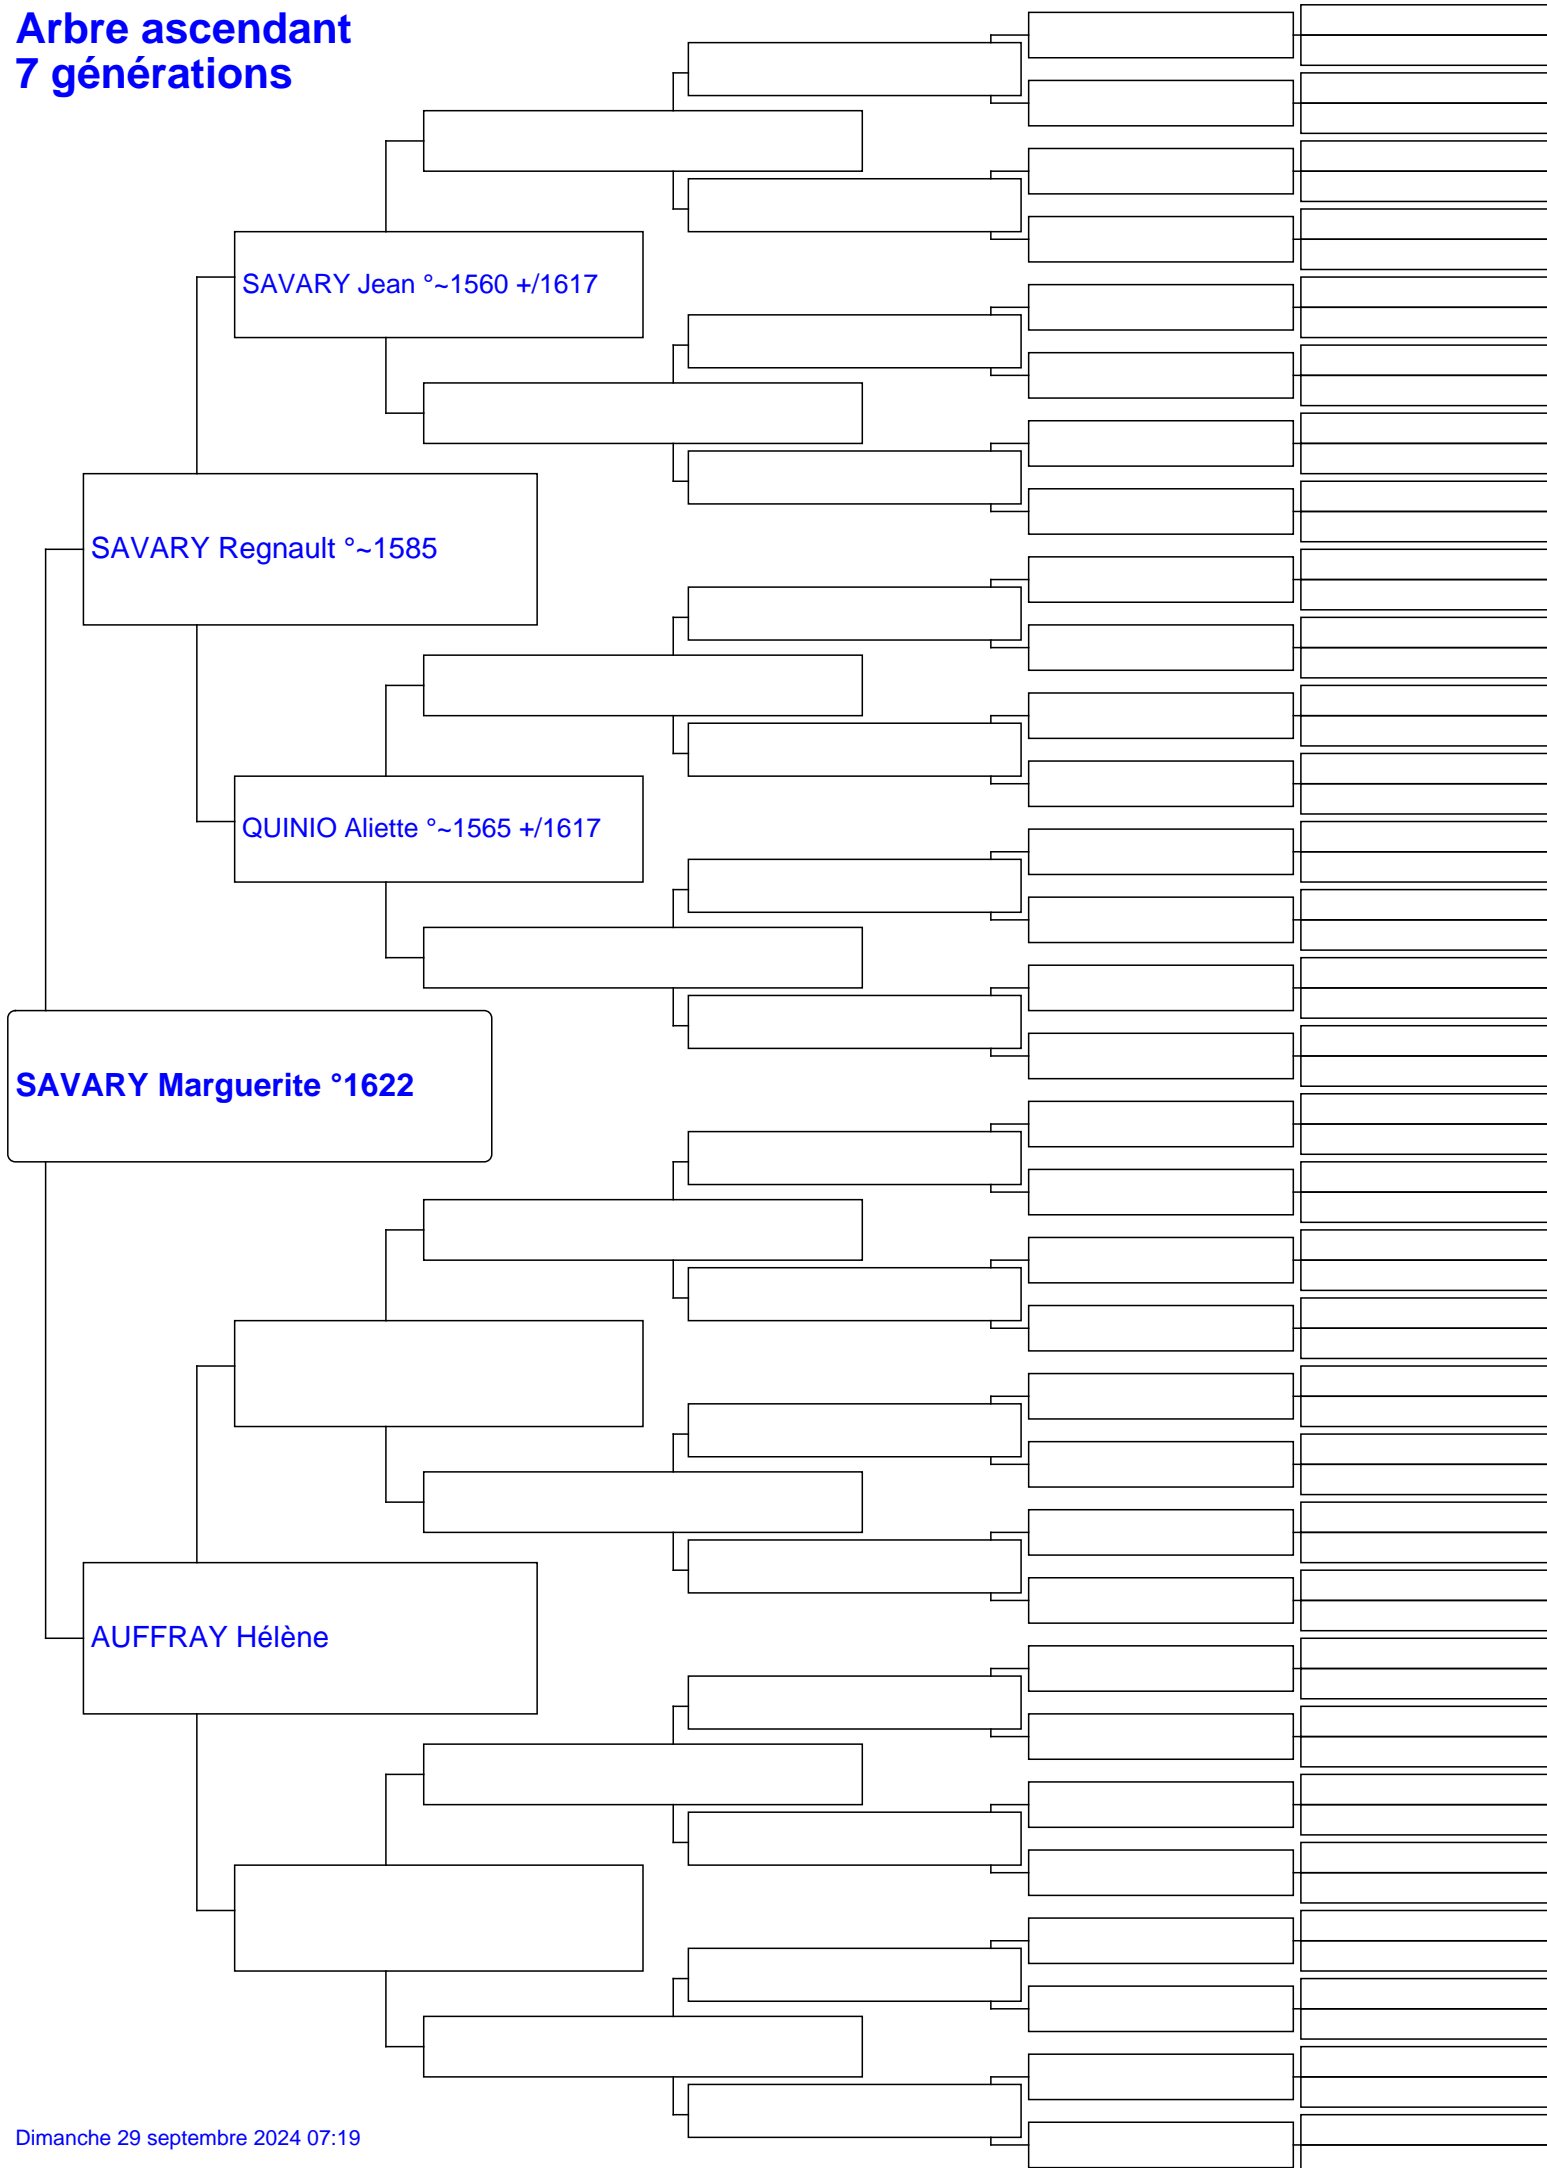 Arbre ascendant
7 générations
SAVARY Jean °~1560 +/1617
SAVARY Regnault °~1585
QUINIO Aliette °~1565 +/1617
SAVARY Marguerite °1622
AUFFRAY Hélène
Dimanche 29 septembre 2024 07:19